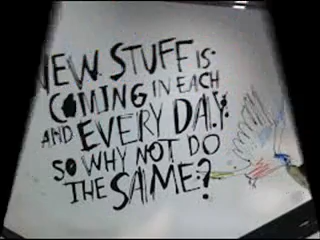 NEW STUFF IS
COMING IN EACH
AND EVERY DAY
SO WHY NOT DO
THE SAME?